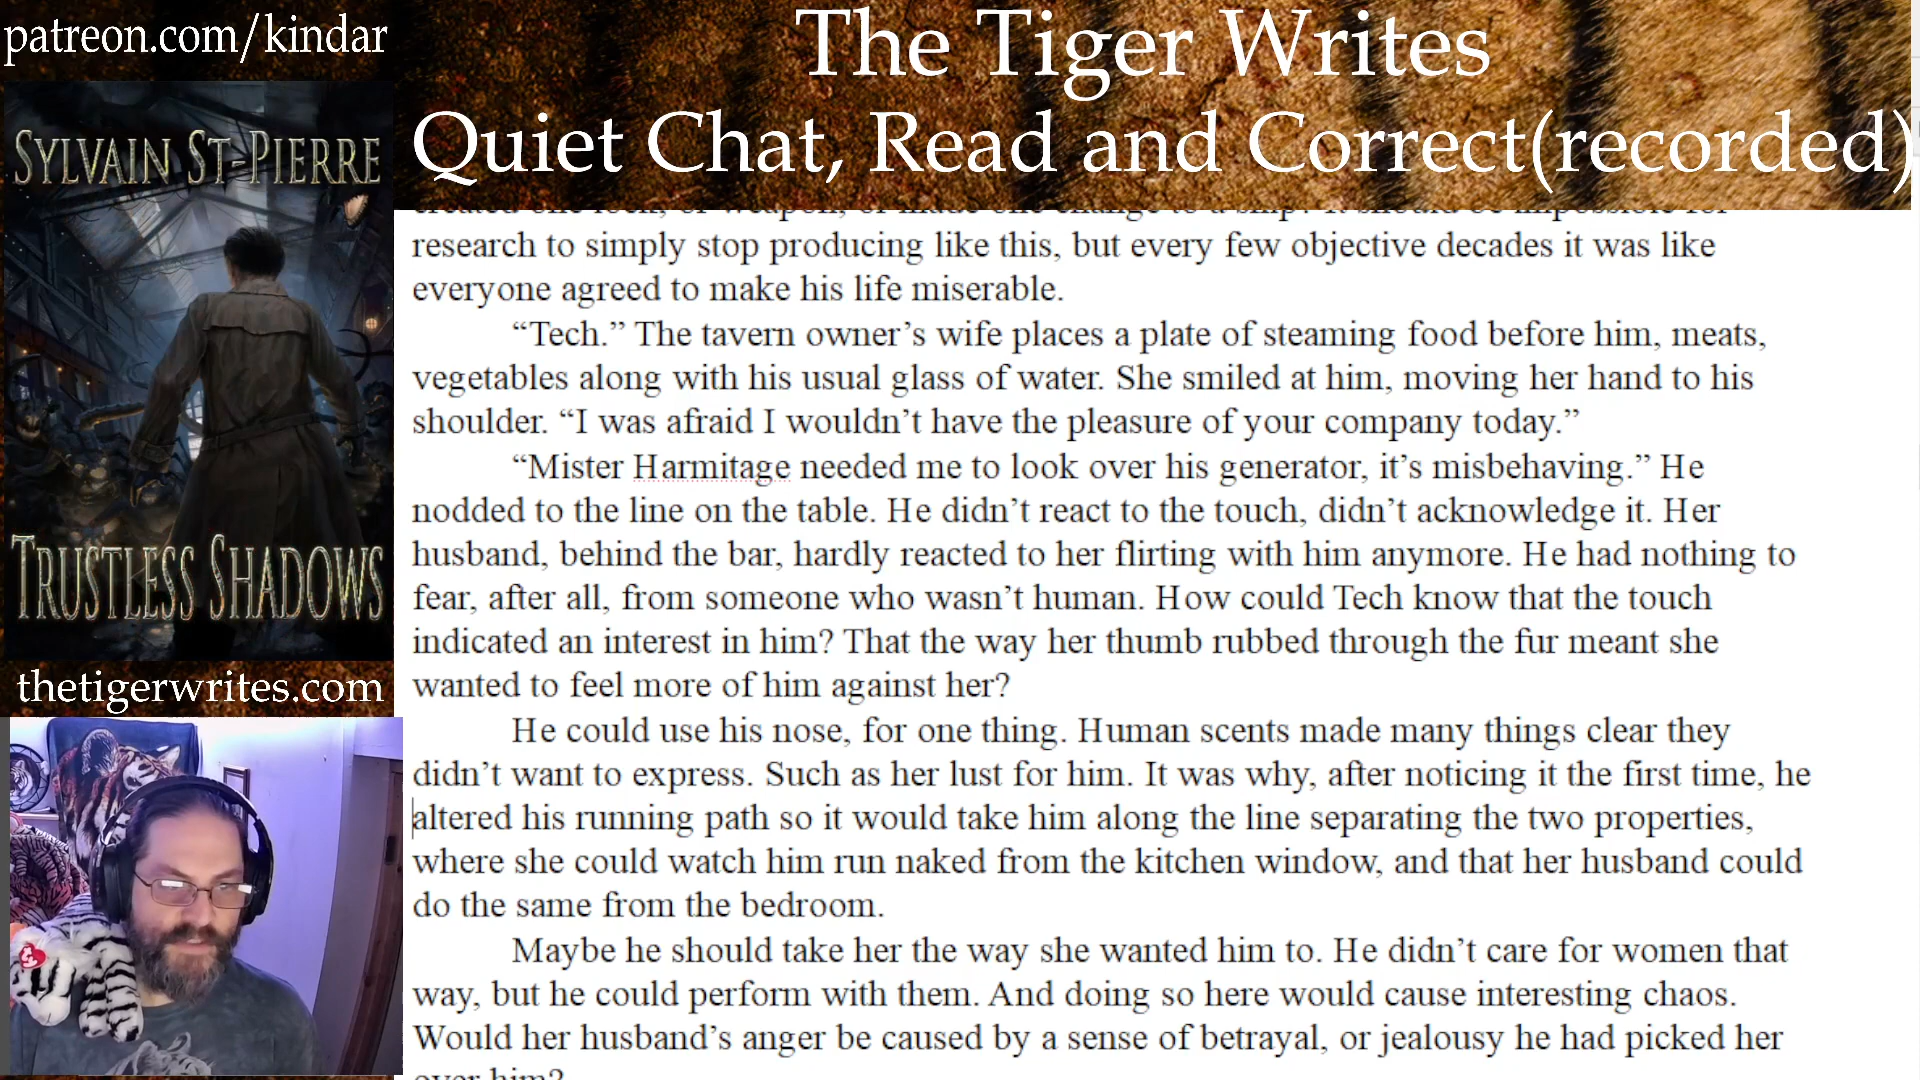 patreon.com/kindar
SYLVAIN ST-PIERRE
TRUSTLESS SHADOWS
thetigerwrites.com
The Tiger Writes
Quiet Chat, Read and Correct(recorded)
research to simply stop producing like this, but every few objective decades it was like
everyone agreed to make his life miserable.
“Tech.” The tavern owner’s wife places a plate of steaming food before him, meats,
vegetables along with his usual glass of water. She smiled at him, moving her hand to his
shoulder. “I was afraid I wouldn’t have the pleasure of your company today.”
“Mister Harmitage needed me to look over his generator, it’s misbehaving.” He
nodded to the line on the table. He didn’t react to the touch, didn’t acknowledge it. Her
husband, behind the bar, hardly reacted to her flirting with him anymore. He had nothing to
fear, after all, from someone who wasn’t human. How could Tech know that the touch
indicated an interest in him? That the way her thumb rubbed through the fur meant she
wanted to feel more of him against her?
He could use his nose, for one thing. Human scents made many things clear they
didn’t want to express. Such as her lust for him. It was why, after noticing it the first time, he
altered his running path so it would take him along the line separating the two properties,
where she could watch him run naked from the kitchen window, and that her husband could
do the same from the bedroom.
Maybe he should take her the way she wanted him to. He didn’t care for women that
way, but he could perform with them. And doing so here would cause interesting chaos.
Would her husband’s anger be caused by a sense of betrayal, or jealousy he had picked her
over him?